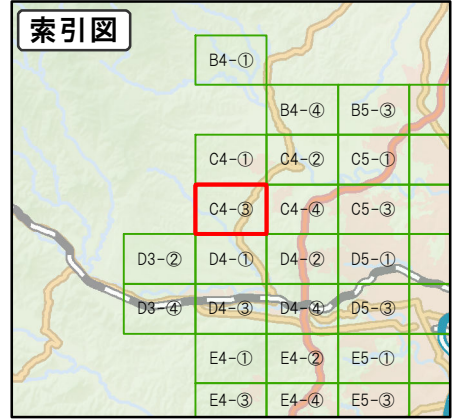 索引図
B4-①
B4-④ B5-③
C4-① C4-② C5-①
C4-③ C4-④ C5-③
D3-② D4-① D4-② D5-①
D3-④ D4-③ D4-④ D5-③
E4-① E4-② E5-①
E4-③ E4-④ E5-③